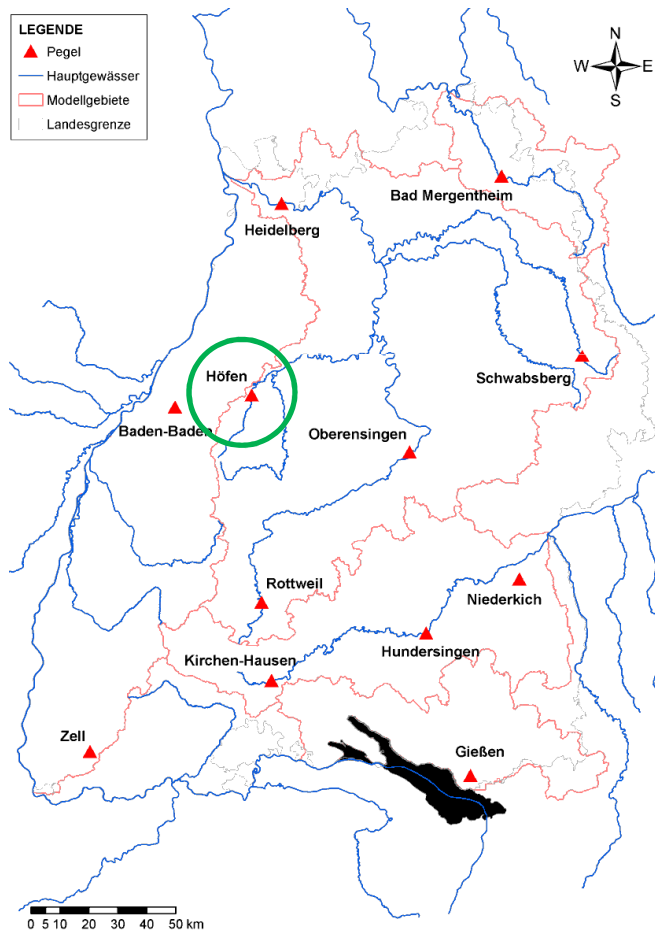 LEGENDE
Pegel
Hauptgewässer
Modellgebiete
Landesgrenze
N
W E
S
Bad Mergentheim
Heidelberg
Höfen
Schwabsberg
Baden-Baden
Oberensingen
Rottweil
Niederkich
Hundersingen
Kirchen-Hausen
Zell
Gießen
0 5 10 20 30 40 50 km